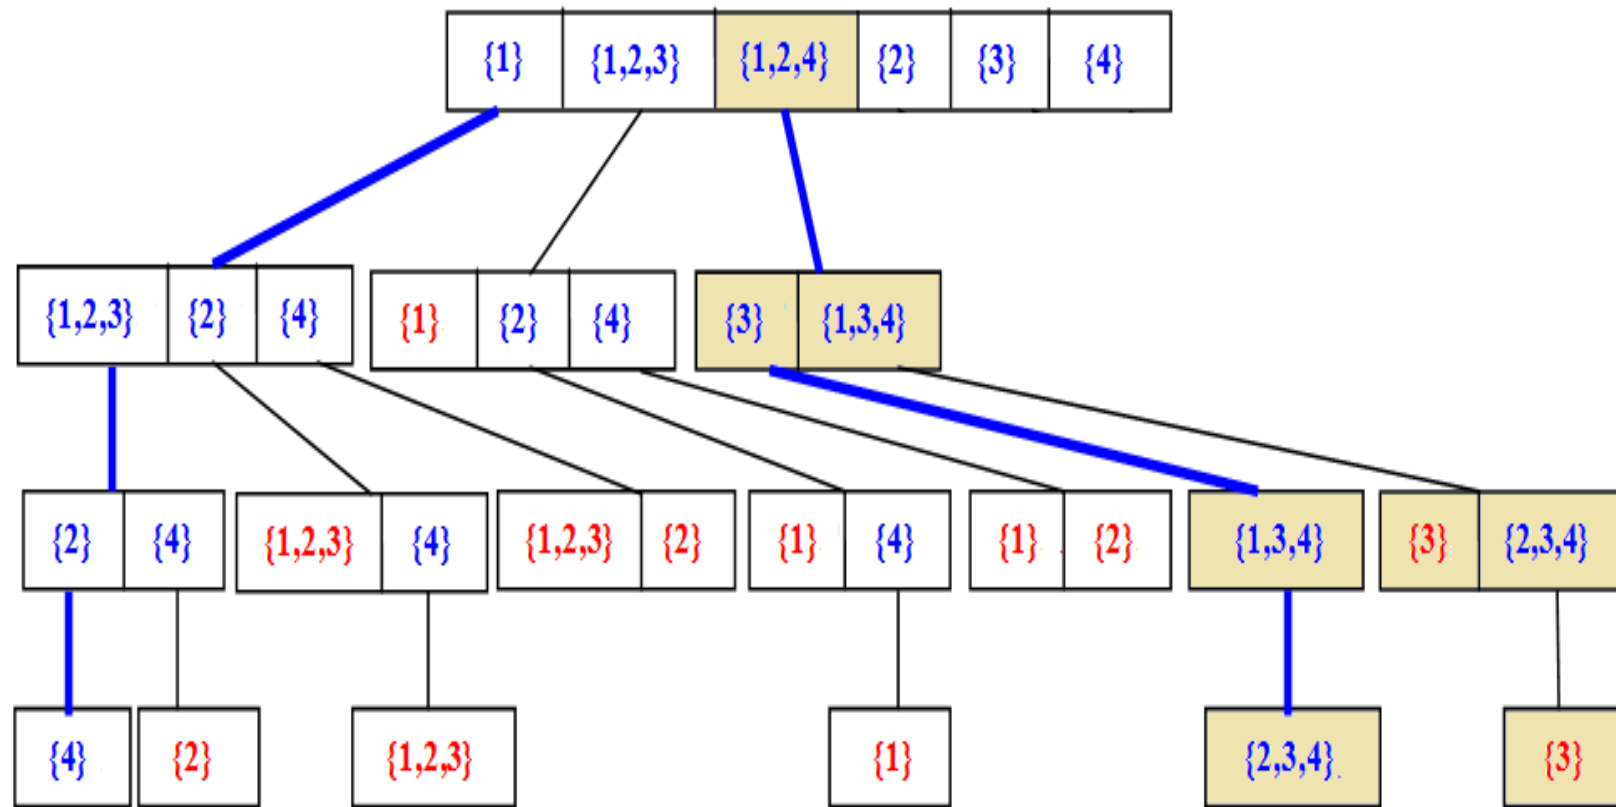 {1} {1,2,3} {1,2,4} {2} {3} {4}
{1,2,3} {2} {4} {1} {2} {4} {3} {1,3,4}
{2} {4} {1,2,3} {4} {1,2,3} {2} {1} {4} {1} {2} {1,3,4} {3} {2,3,4}
{4} {2} {1,2,3} {1} {2,3,4} {3}